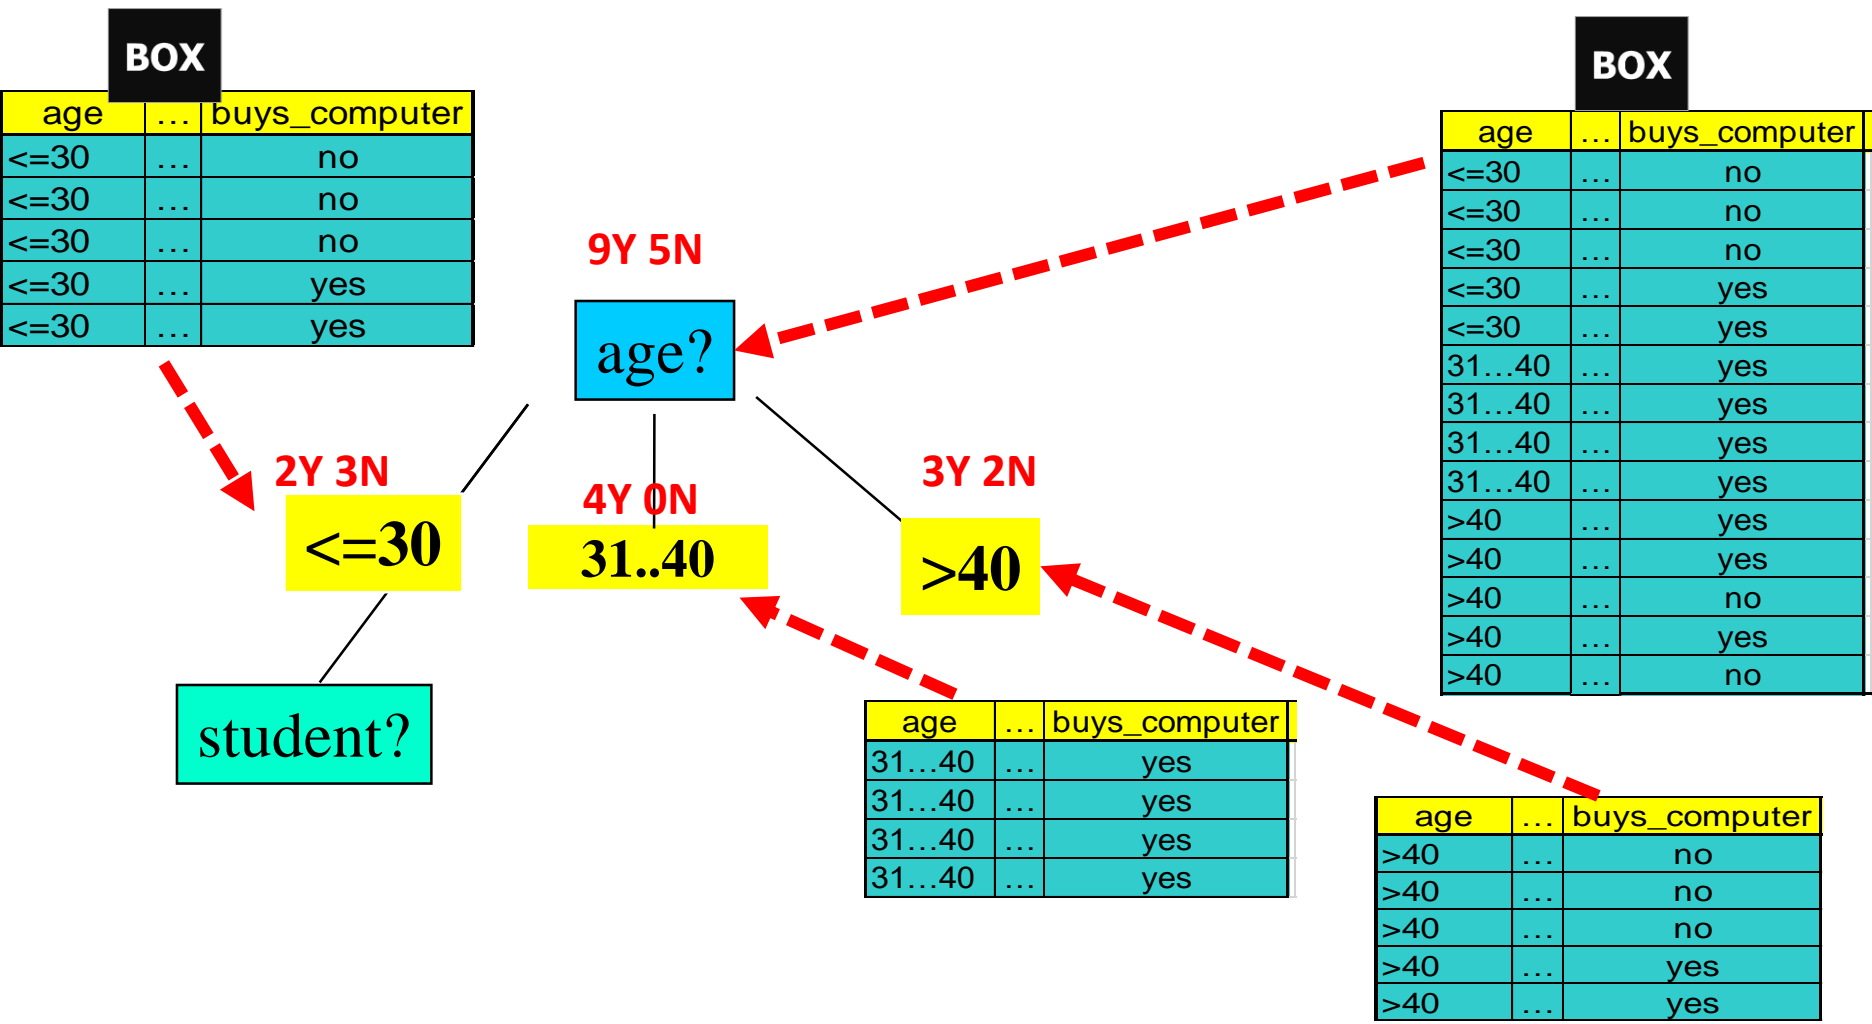 BOX
age … buys_computer
<=30 … no
<=30 … no
<=30 … no
<=30 … yes
<=30 … yes
BOX
age … buys_computer
<=30 … no
<=30 … no
<=30 … no
<=30 … yes
<=30 … yes
31…40 … yes
31…40 … yes
31…40 … yes
31…40 … yes
>40 … yes
>40 … yes
>40 … no
>40 … yes
>40 … no
9Y 5N
age?
2Y 3N
<=30
4Y 0N
31..40
3Y 2N
>40
student?
age … buys_computer
31…40 … yes
31…40 … yes
31…40 … yes
31…40 … yes
age … buys_computer
>40 … no
>40 … no
>40 … no
>40 … yes
>40 … yes